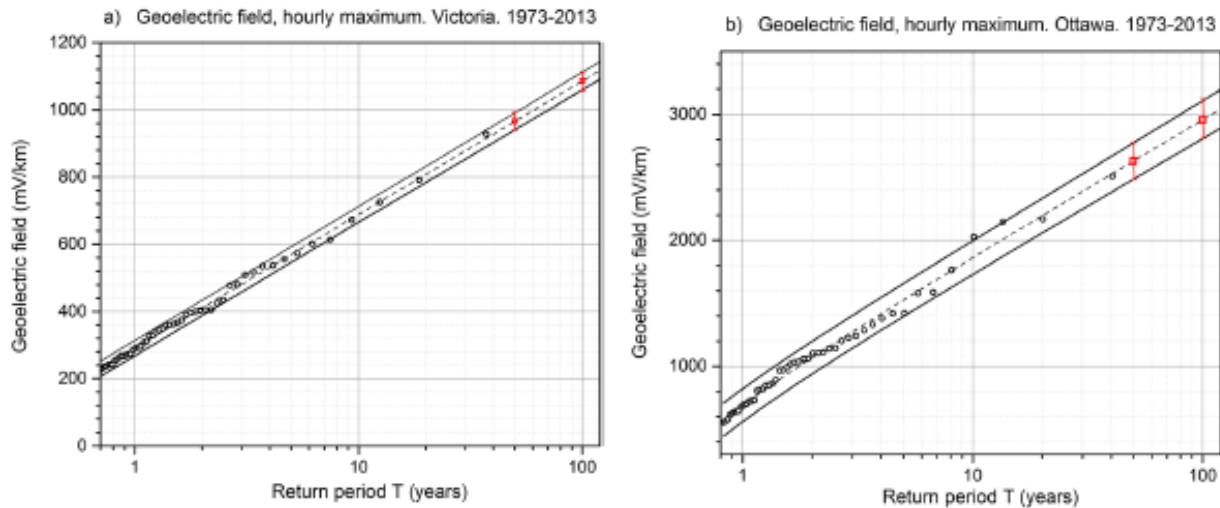 a) Geoelectric field, hourly maximum. Victoria. 1973-2013
1200
1000
800
600
400
200
0
Geoelectric field (mV/km)
1
10
100
Return period T (years)
b) Geoelectric field, hourly maximum. Ottawa. 1973-2013
3000
2000
1000
Geoelectric field (mV/km)
1
10
100
Return period T (years)